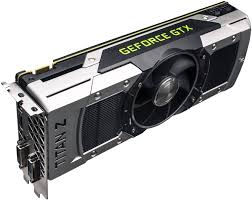 GEFORCE GTX
TITAN Z